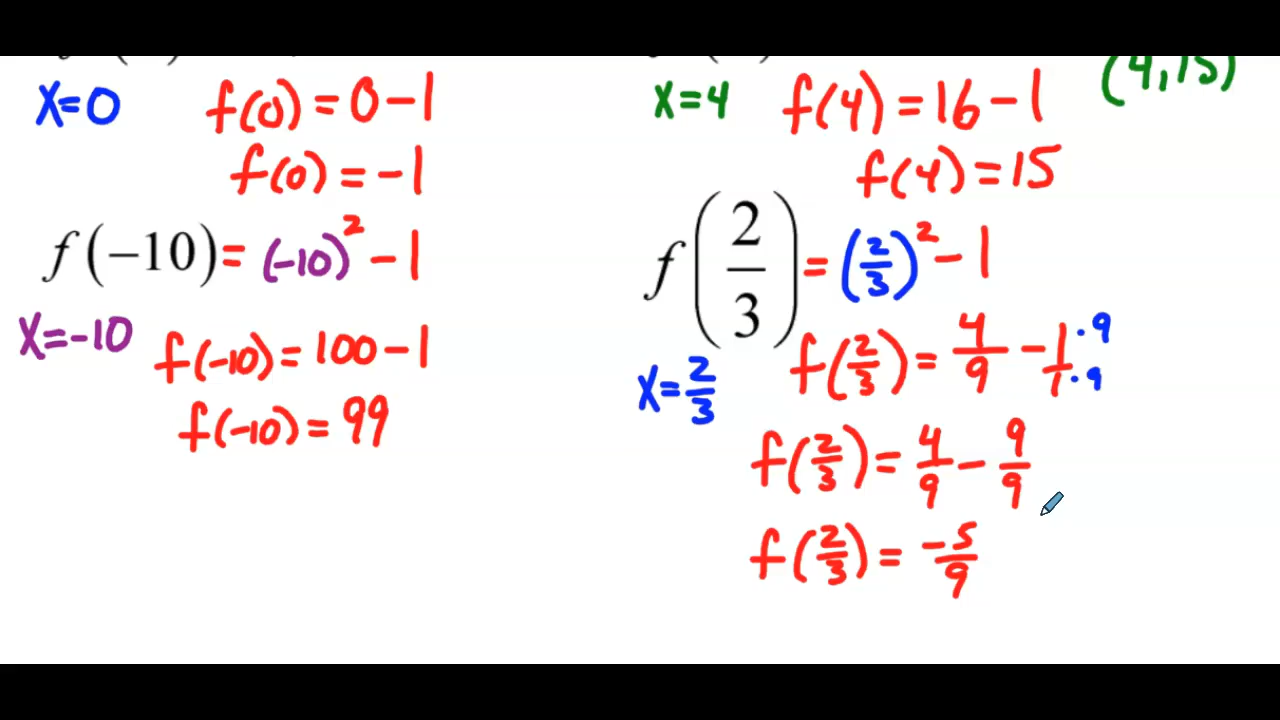 x=0 f(0) = 0 - 1
f(0) = -1
f(-10) = (-10)² - 1
x=-10
f(-10) = 100 - 1
f(-10) = 99
(4,15)
x=4 f(4) = 16 - 1
f(4) = 15
f(2/3) = (2/3)² - 1
x=2/3
f(2/3) = 4/9 - 1·9/1·9
f(2/3) = 4/9 - 9/9
f(2/3) = -5/9